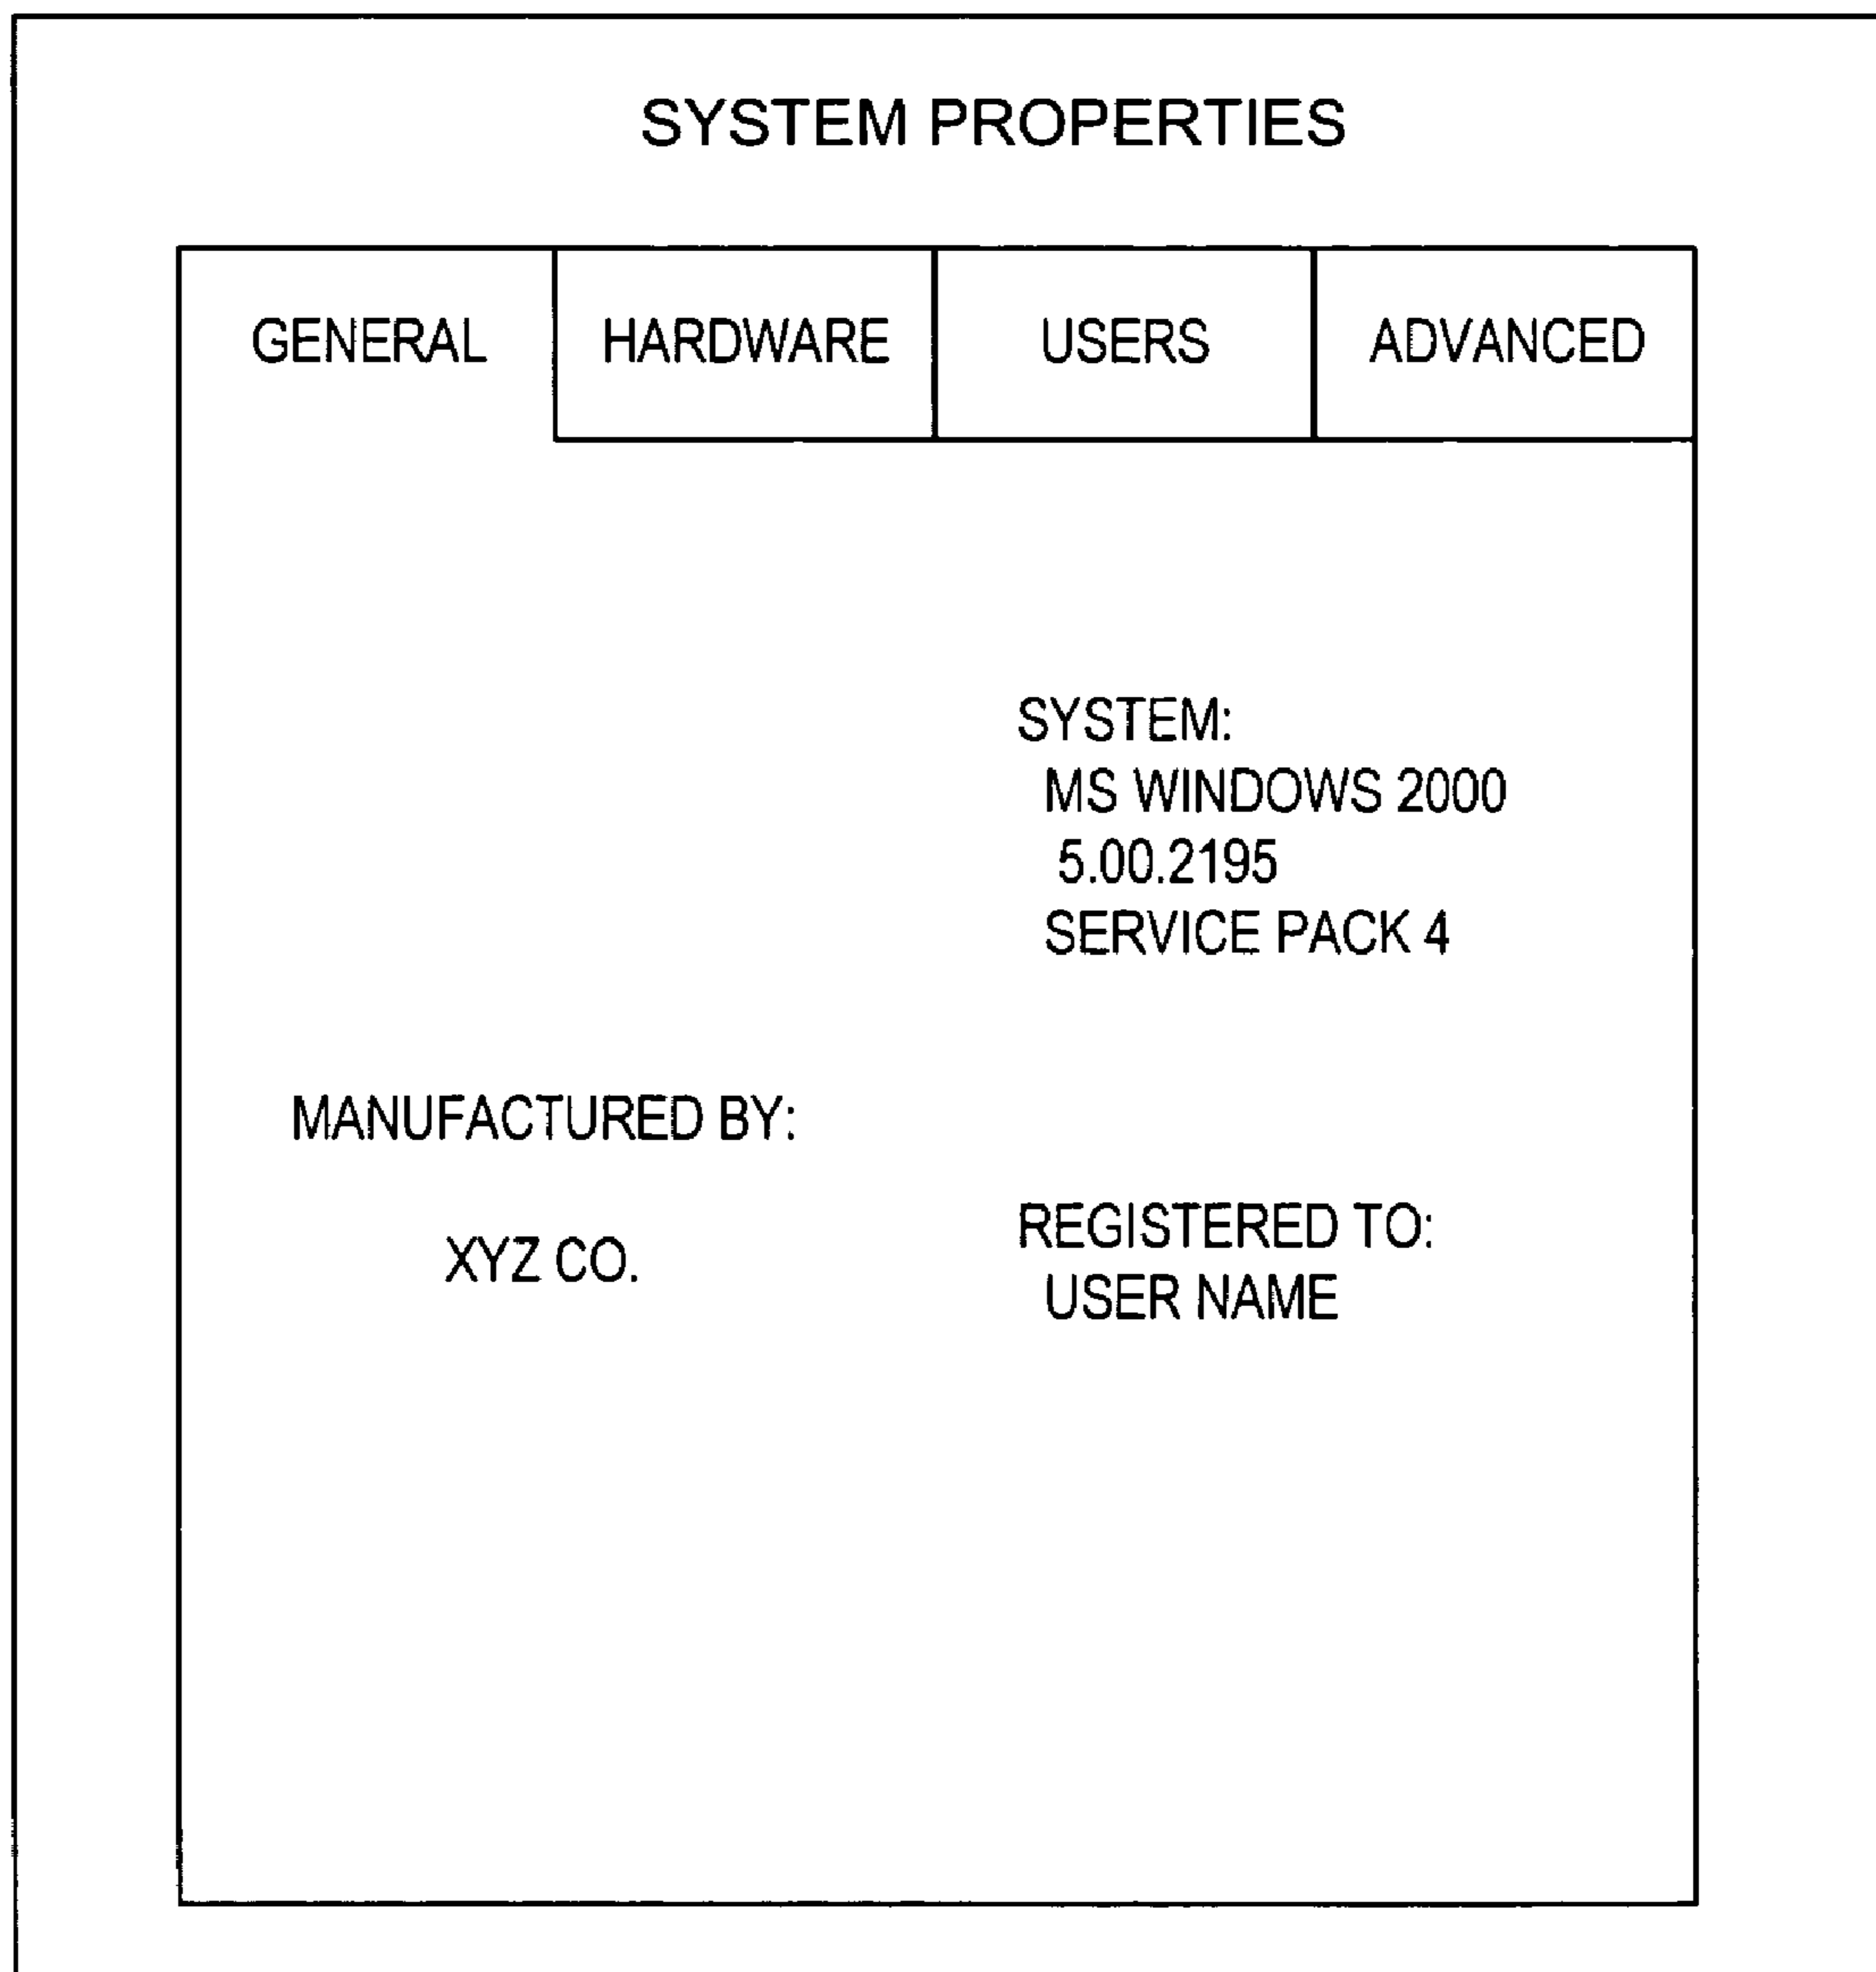 SYSTEM PROPERTIES
GENERAL HARDWARE USERS ADVANCED
SYSTEM:
MS WINDOWS 2000
5.00.2195
SERVICE PACK 4
MANUFACTURED BY:
XYZ CO.
REGISTERED TO:
USER NAME